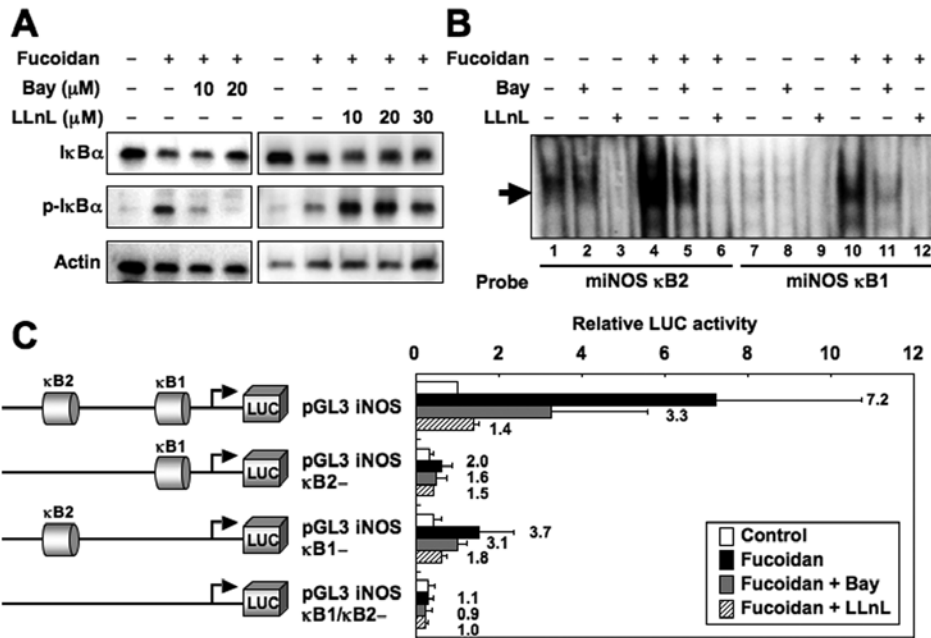 A
Fucoidan − + + + − + + + +
Bay (μM) − − 10 20 − − − − −
LLnL (μM) − − − − − − 10 20 30
IκBα
p-IκBα
Actin
B
Fucoidan − − − + + + − − − + + +
Bay − + − − + − − + − − + −
LLnL − − + − − + − − + − − +
1 2 3 4 5 6 7 8 9 10 11 12
Probe miNOS κB2 miNOS κB1
C
Relative LUC activity
0 2 4 6 8 10 12
κB2 κB1
LUC pGL3 iNOS
7.2
3.3
1.4
κB1
LUC pGL3 iNOS
κB2−
2.0
1.6
1.5
κB2
LUC pGL3 iNOS
κB1−
3.7
3.1
1.8
LUC pGL3 iNOS
κB1/κB2−
1.1
0.9
1.0
Control
Fucoidan
Fucoidan + Bay
Fucoidan + LLnL